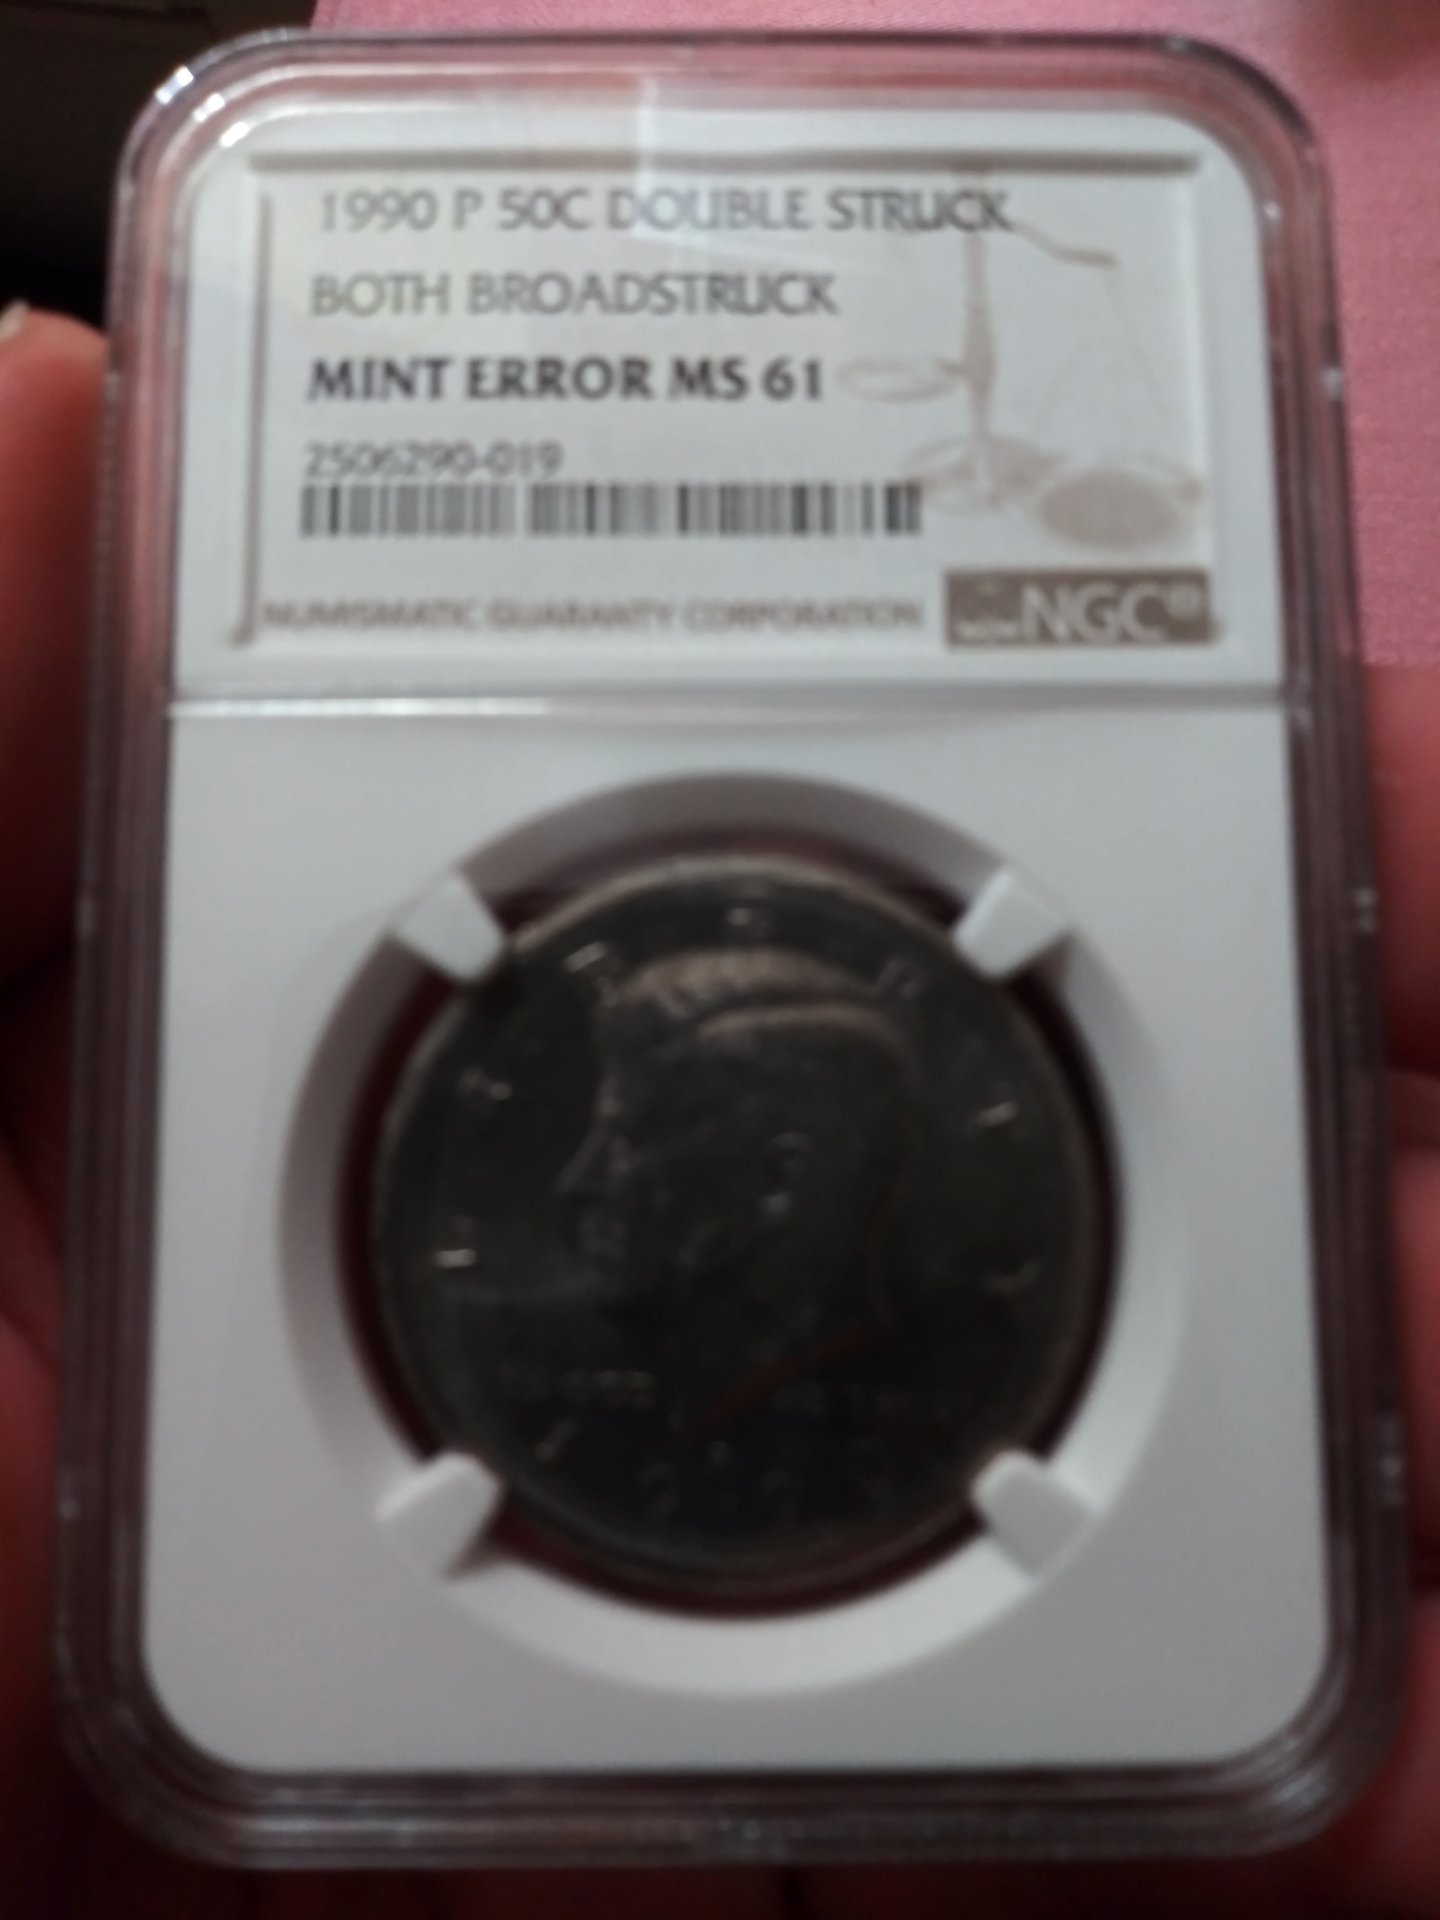 1990 P 50C DOUBLE STRUCK
BOTH BROADSTRUCK
MINT ERROR MS 61
2506290-019
NUMISMATIC GUARANTY CORPORATION
NGC®